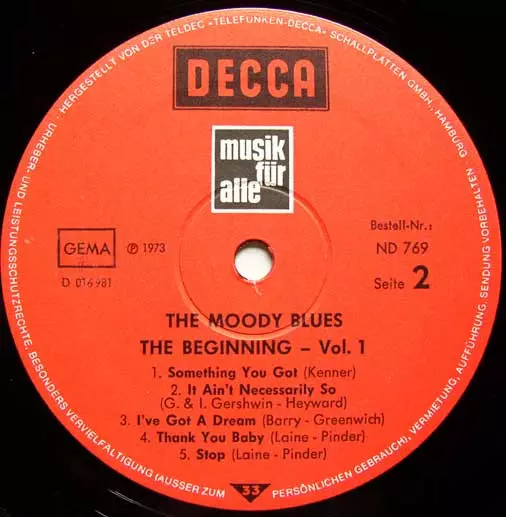 · HERGESTELLT VON DER TELDEC »TELEFUNKEN-DECCA« SCHALLPLATTEN GMBH., HAMBURG ·
URHEBER- UND LEISTUNGSSCHUTZRECHTE, BESONDERS VERVIELFÄLTIGUNG (AUSSER ZUM PERSÖNLICHEN GEBRAUCH), VERMIETUNG, AUFFÜHRUNG, SENDUNG VORBEHALTEN
DECCA
musik
für
alle
Bestell-Nr.:
GEMA
℗ 1973
ND 769
D 016981
Seite 2
THE MOODY BLUES
THE BEGINNING – Vol. 1
1. Something You Got (Kenner)
2. It Ain't Necessarily So
(G. & I. Gershwin - Heyward)
3. I've Got A Dream (Barry - Greenwich)
4. Thank You Baby (Laine - Pinder)
5. Stop (Laine - Pinder)
33